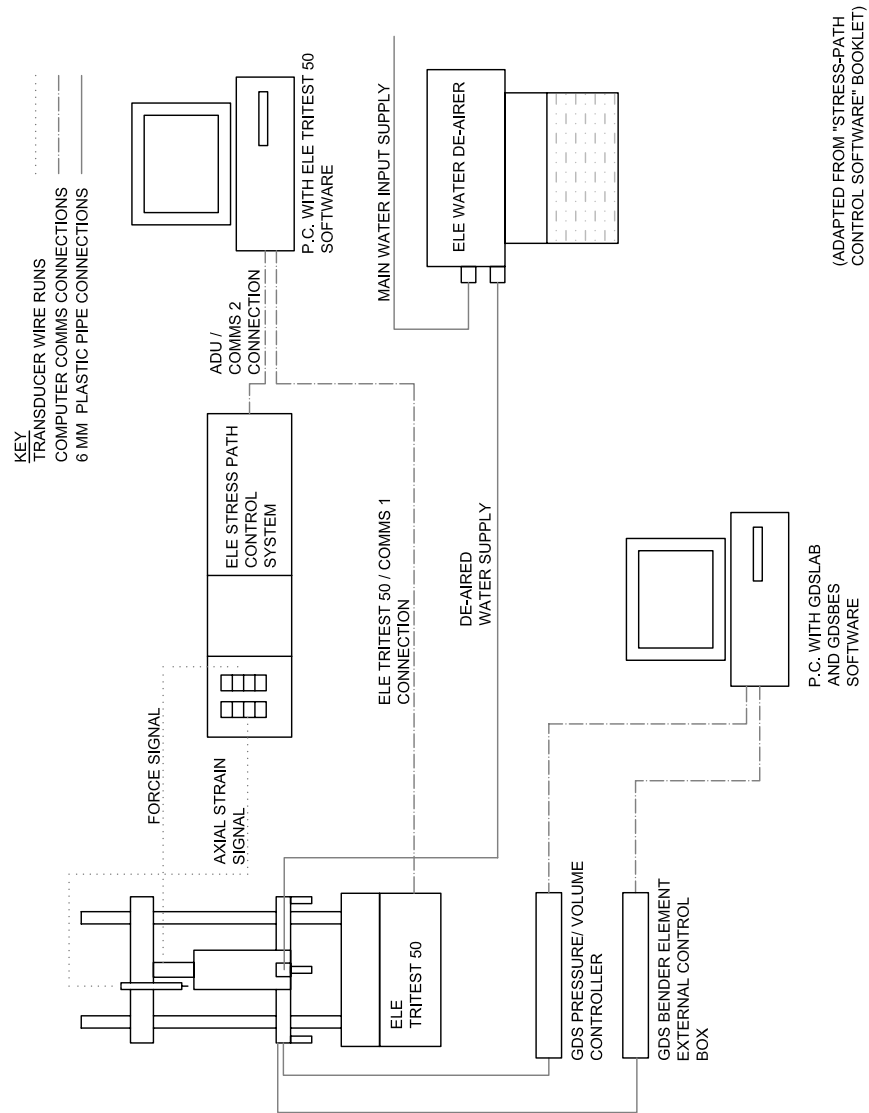 KEY
TRANSDUCER WIRE RUNS
COMPUTER COMMS CONNECTIONS
6 MM PLASTIC PIPE CONNECTIONS
FORCE SIGNAL
AXIAL STRAIN
SIGNAL
ELE STRESS PATH
CONTROL
SYSTEM
ADU /
COMMS 2
CONNECTION
P.C. WITH ELE TRITEST 50
SOFTWARE
ELE TRITEST 50 / COMMS 1
CONNECTION
MAIN WATER INPUT SUPPLY
ELE
TRITEST 50
DE-AIRED
WATER SUPPLY
ELE WATER DE-AIRER
GDS PRESSURE/ VOLUME
CONTROLLER
GDS BENDER ELEMENT
EXTERNAL CONTROL
BOX
P.C. WITH GDSLAB
AND GDSBES
SOFTWARE
(ADAPTED FROM "STRESS-PATH
CONTROL SOFTWARE" BOOKLET)